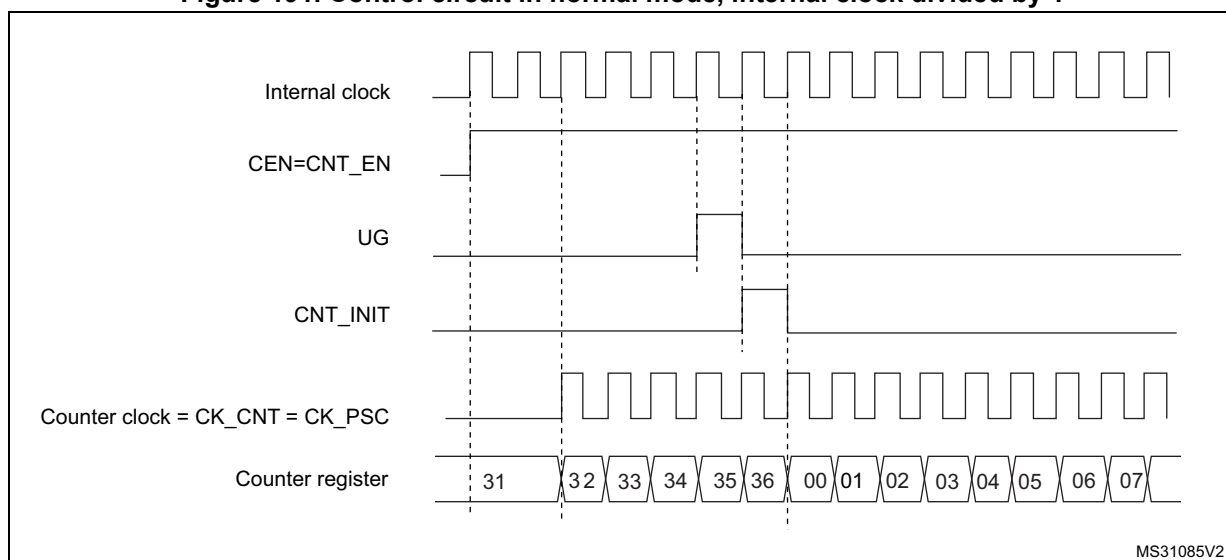 Internal clock
CEN=CNT_EN
UG
CNT_INIT
Counter clock = CK_CNT = CK_PSC
Counter register 31 32 33 34 35 36 00 01 02 03 04 05 06 07
MS31085V2